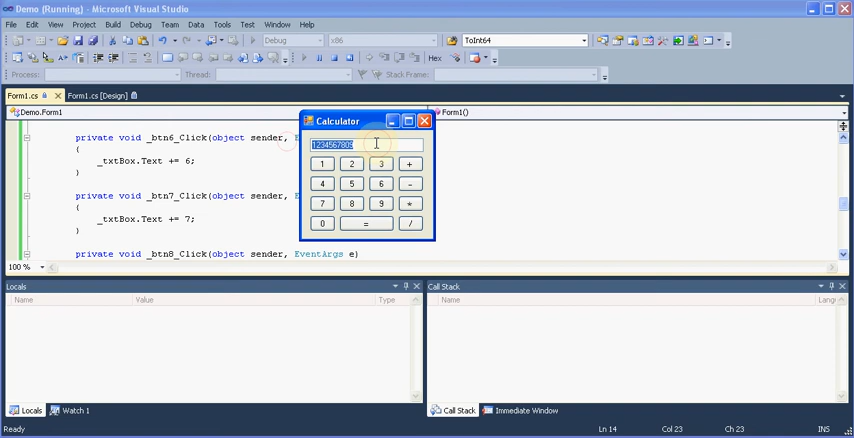 Demo (Running) - Microsoft Visual Studio
File Edit View Project Build Debug Team Data Tools Test Window Help
Debug x86 ToInt64
Hex
Process: Thread: Stack Frame:
Form1.cs Form1.cs [Design]
Demo.Form1 Form1()
private void _btn6_Click(object sender, E
{
_txtBox.Text += 6;
}
private void _btn7_Click(object sender,
{
_txtBox.Text += 7;
}
private void _btn8_Click(object sender, EventArgs e)
Calculator
1234567809
1 2 3 +
4 5 6 -
7 8 9 *
0 = /
100 %
Locals Call Stack
Name Value Type Name Lang
Locals Watch 1 Call Stack Immediate Window
Ready Ln 14 Col 23 Ch 23 INS